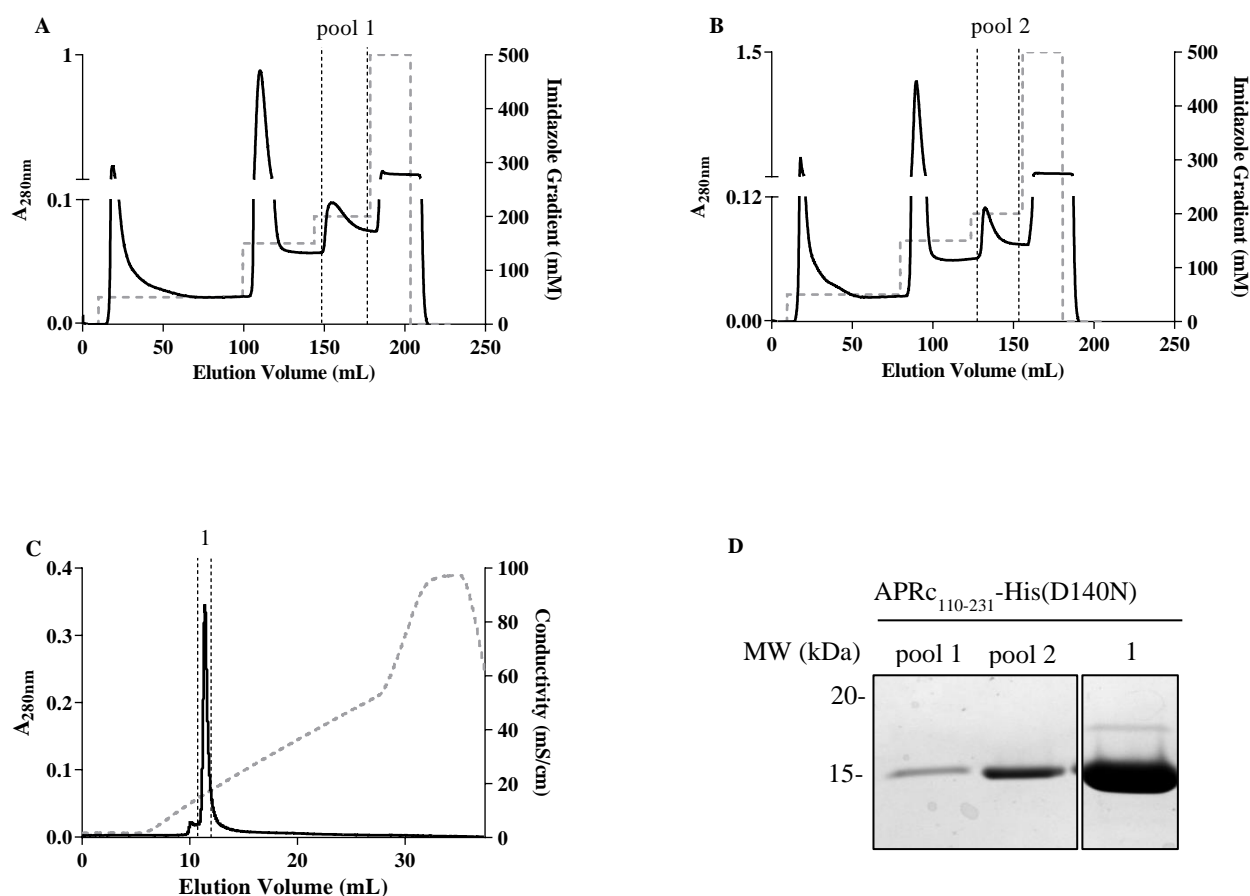 A
pool 1
1
0.1
0.0
A280nm
500
400
300
200
100
0
Imidazole Gradient (mM)
0 50 100 150 200 250
Elution Volume (mL)
B
pool 2
1.5
0.12
0.00
A280nm
500
400
300
200
100
0
Imidazole Gradient (mM)
0 50 100 150 200 250
Elution Volume (mL)
C
1
0.4
0.3
0.2
0.1
0.0
A280nm
100
80
60
40
20
0
Conductivity (mS/cm)
0 10 20 30
Elution Volume (mL)
D
APRc110-231-His(D140N)
MW (kDa) pool 1 pool 2 1
20-
15-